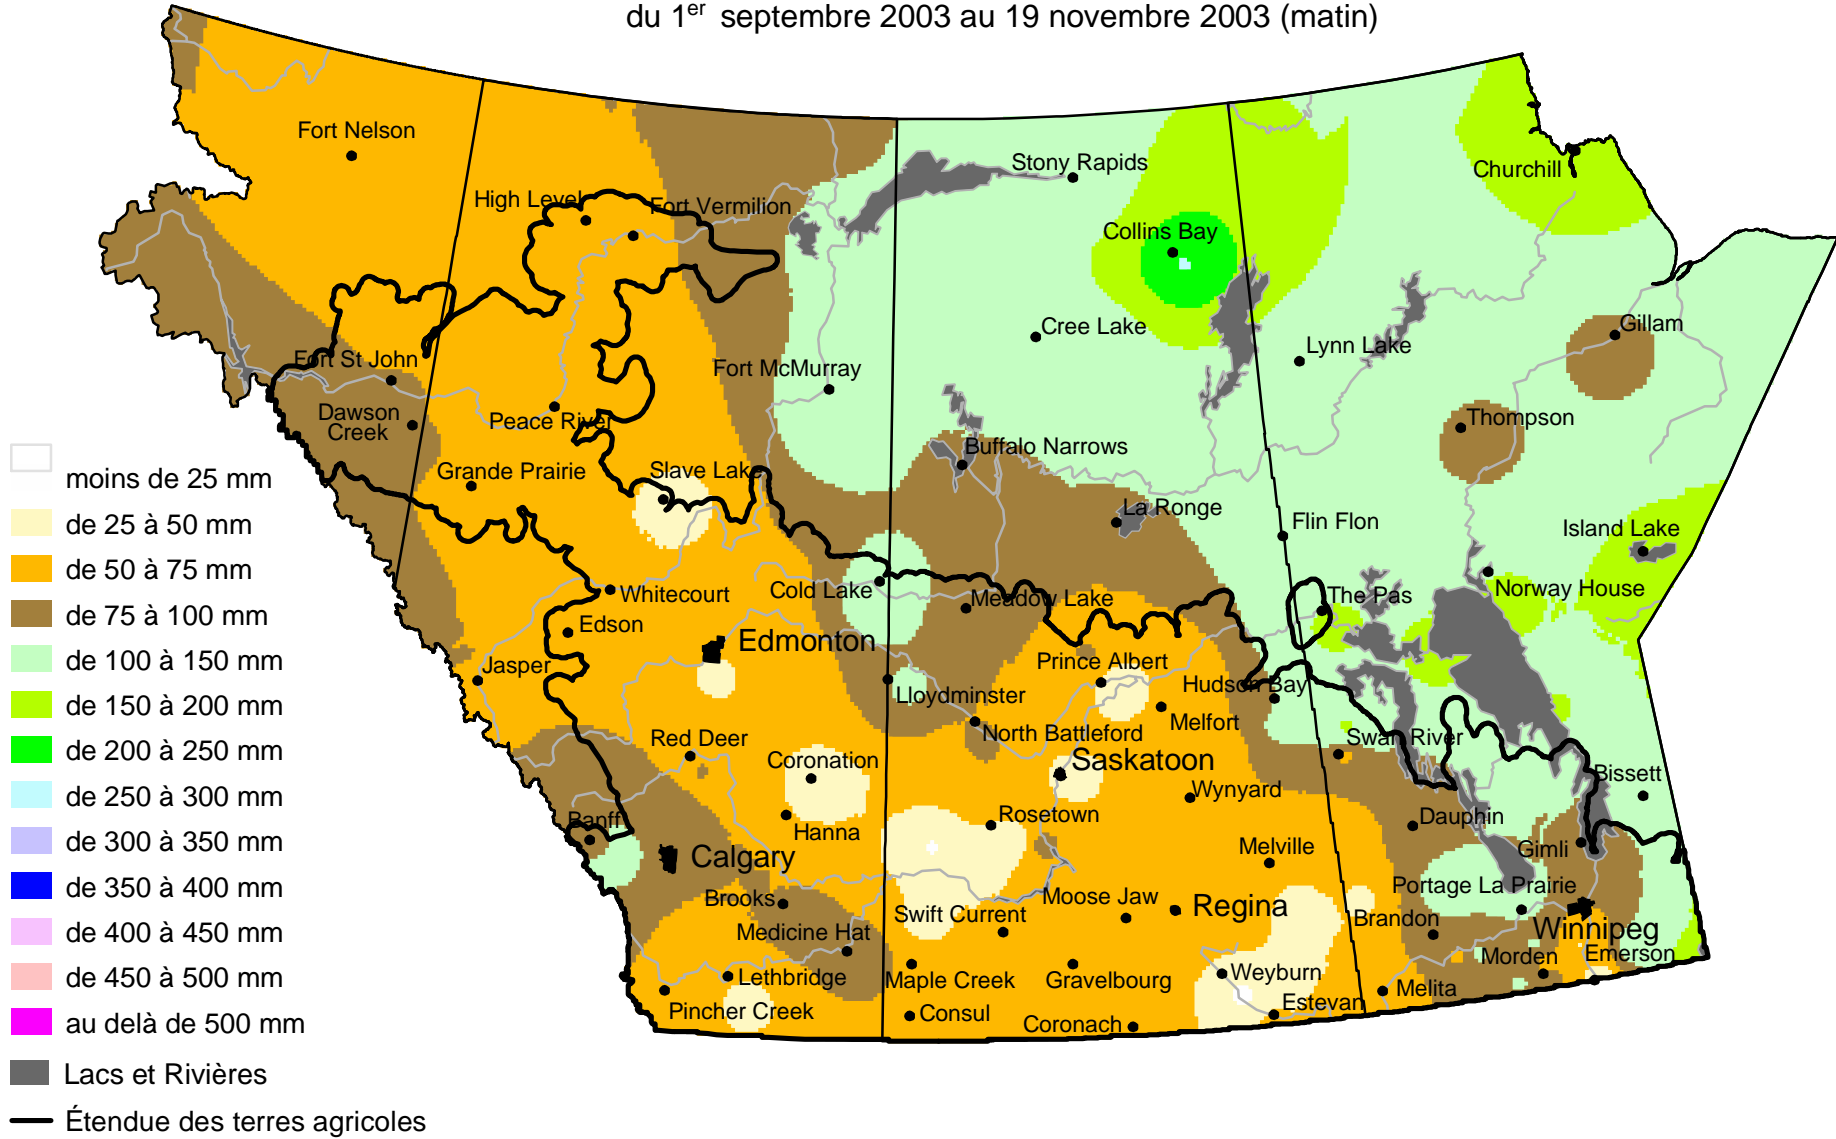 du 1er septembre 2003 au 19 novembre 2003 (matin)
Fort Nelson
Stony Rapids
Churchill
High Level
Fort Vermilion
Collins Bay
Cree Lake
Gillam
Lynn Lake
Fort St John
Fort McMurray
Dawson
Creek
Peace River
Thompson
Buffalo Narrows
Grande Prairie
Slave Lake
La Ronge
Flin Flon
Island Lake
Whitecourt
Cold Lake
Meadow Lake
The Pas
Norway House
Edson
Edmonton
Jasper
Prince Albert
Hudson Bay
Lloydminster
Melfort
North Battleford
Red Deer
Swan River
Coronation
Saskatoon
Bissett
Wynyard
Banff
Hanna
Rosetown
Dauphin
Calgary
Melville
Gimli
Brooks
Moose Jaw
Portage La Prairie
Swift Current
Regina
Brandon
Winnipeg
Medicine Hat
Morden
Emerson
Lethbridge
Maple Creek
Gravelbourg
Weyburn
Melita
Pincher Creek
Consul
Coronach
Estevan
moins de 25 mm
de 25 à 50 mm
de 50 à 75 mm
de 75 à 100 mm
de 100 à 150 mm
de 150 à 200 mm
de 200 à 250 mm
de 250 à 300 mm
de 300 à 350 mm
de 350 à 400 mm
de 400 à 450 mm
de 450 à 500 mm
au delà de 500 mm
Lacs et Rivières
Étendue des terres agricoles